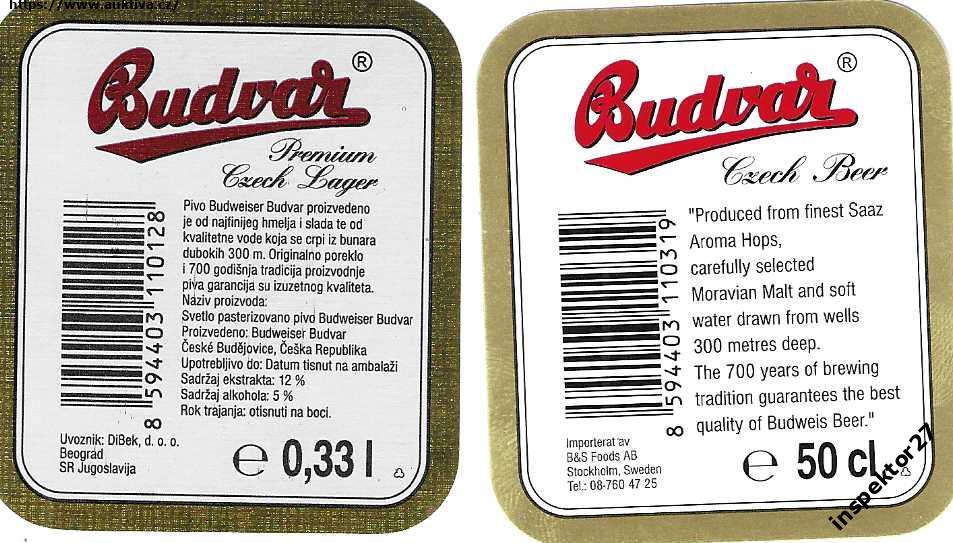 https://www.auktiva.cz/
Budvar®
Premium
Czech Lager
Pivo Budweiser Budvar proizvedeno
je od najfinijeg hmelja i slada te od
kvalitetne vode koja se crpi iz bunara
dubokih 300 m. Originalno poreklo
i 700 godišnja tradicija proizvodnje
piva garancija su izuzetnog kvaliteta.
Naziv proizvoda:
Svetlo pasterizovano pivo Budweiser Budvar
Proizvedeno: Budweiser Budvar
České Budějovice, Češka Republika
Upotrebljivo do: Datum tisnut na ambalaži
Sadržaj ekstrakta: 12 %
Sadržaj alkohola: 5 %
Rok trajanja: otisnuti na boci.
8 594403 110128
Uvoznik: DiBek, d. o. o.
Beograd
SR Jugoslavija
e 0,33 l
Budvar®
Czech Beer
"Produced from finest Saaz
Aroma Hops,
carefully selected
Moravian Malt and soft
water drawn from wells
300 metres deep.
The 700 years of brewing
tradition guarantees the best
quality of Budweis Beer."
8 594403 110319
Importerat av
B&S Foods AB
Stockholm, Sweden
Tel.: 08-760 47 25
e 50 cl
inspektor27